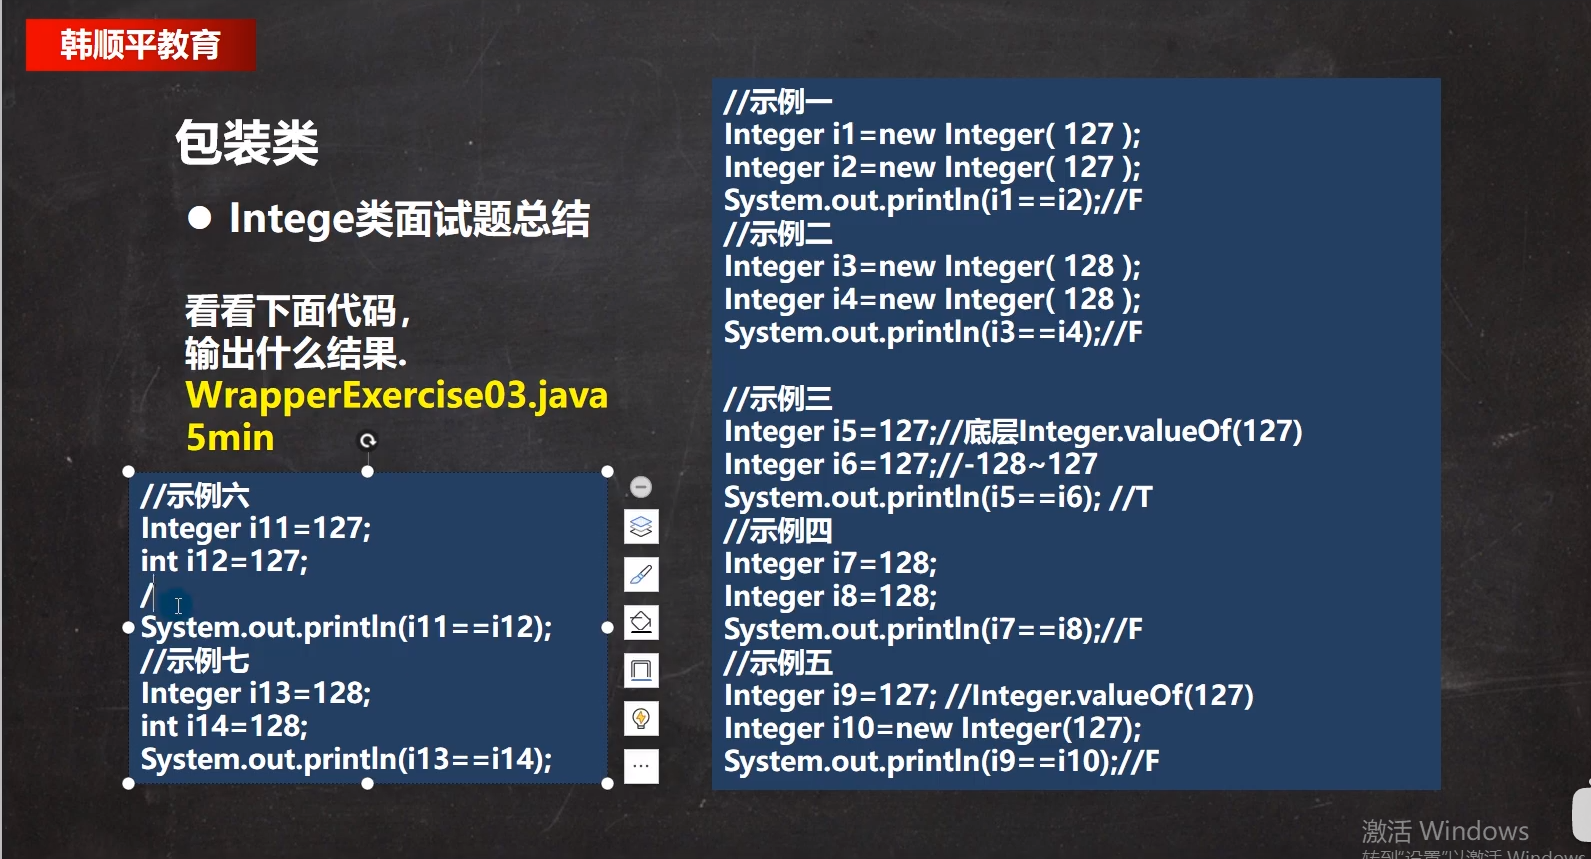 韩顺平教育
包装类
● Intege类面试题总结
看看下面代码，
输出什么结果.
WrapperExercise03.java
5min
//示例六
Integer i11=127;
int i12=127;
/
System.out.println(i11==i12);
//示例七
Integer i13=128;
int i14=128;
System.out.println(i13==i14);
//示例一
Integer i1=new Integer( 127 );
Integer i2=new Integer( 127 );
System.out.println(i1==i2);//F
//示例二
Integer i3=new Integer( 128 );
Integer i4=new Integer( 128 );
System.out.println(i3==i4);//F
//示例三
Integer i5=127;//底层Integer.valueOf(127)
Integer i6=127;//-128~127
System.out.println(i5==i6); //T
//示例四
Integer i7=128;
Integer i8=128;
System.out.println(i7==i8);//F
//示例五
Integer i9=127; //Integer.valueOf(127)
Integer i10=new Integer(127);
System.out.println(i9==i10);//F
激活 Windows
转到"设置"以激活 Windows